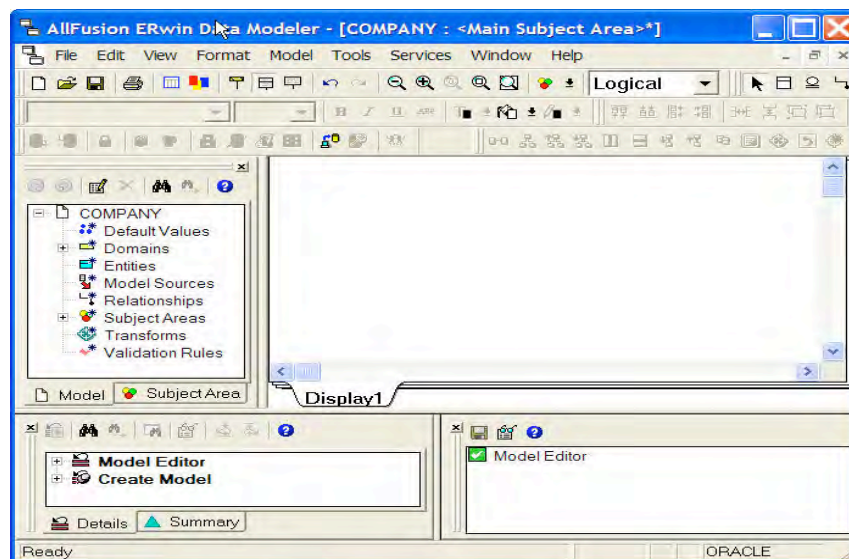 AllFusion ERwin Data Modeler - [COMPANY : <Main Subject Area>*]
File Edit View Format Model Tools Services Window Help
Logical
B I U
COMPANY
Default Values
Domains
Entities
Model Sources
Relationships
Subject Areas
Transforms
Validation Rules
Model Subject Area
Display1
Model Editor
Create Model
Details Summary
Model Editor
Ready ORACLE